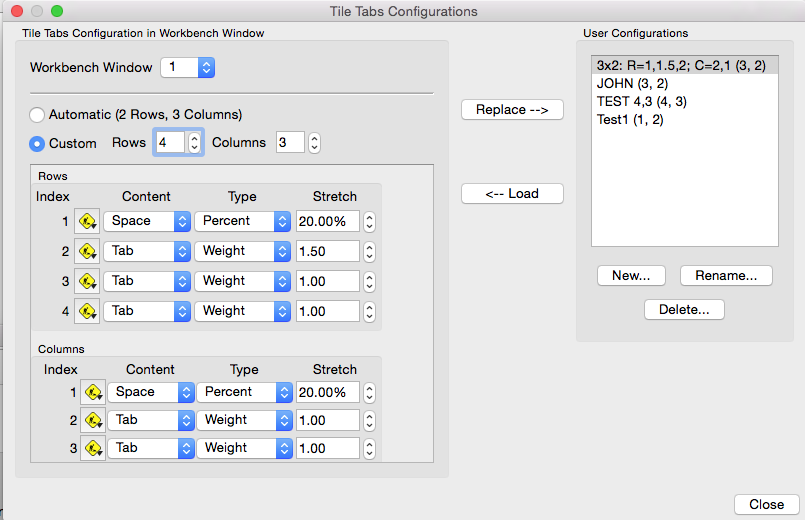 Tile Tabs Configurations
Tile Tabs Configuration in Workbench Window
Workbench Window 1
Automatic (2 Rows, 3 Columns)
Custom Rows 4 Columns 3
Rows
Index Content Type Stretch
1 Space Percent 20.00%
2 Tab Weight 1.50
3 Tab Weight 1.00
4 Tab Weight 1.00
Columns
Index Content Type Stretch
1 Space Percent 20.00%
2 Tab Weight 1.00
3 Tab Weight 1.00
Replace -->
<-- Load
User Configurations
3x2: R=1,1.5,2; C=2,1 (3, 2)
JOHN (3, 2)
TEST 4,3 (4, 3)
Test1 (1, 2)
New... Rename...
Delete...
Close